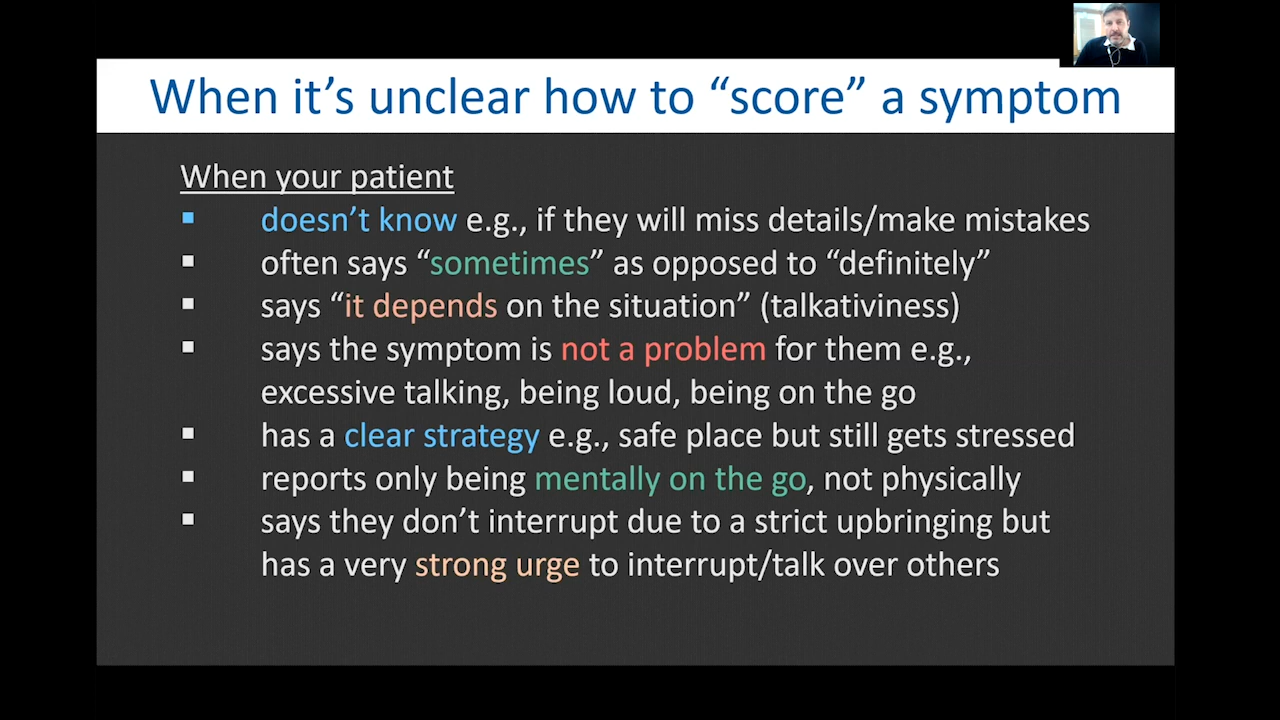 When it's unclear how to “score” a symptom
When your patient
▪ doesn't know e.g., if they will miss details/make mistakes
▪ often says “sometimes” as opposed to “definitely”
▪ says “it depends on the situation” (talkativiness)
▪ says the symptom is not a problem for them e.g.,
excessive talking, being loud, being on the go
▪ has a clear strategy e.g., safe place but still gets stressed
▪ reports only being mentally on the go, not physically
▪ says they don't interrupt due to a strict upbringing but
has a very strong urge to interrupt/talk over others